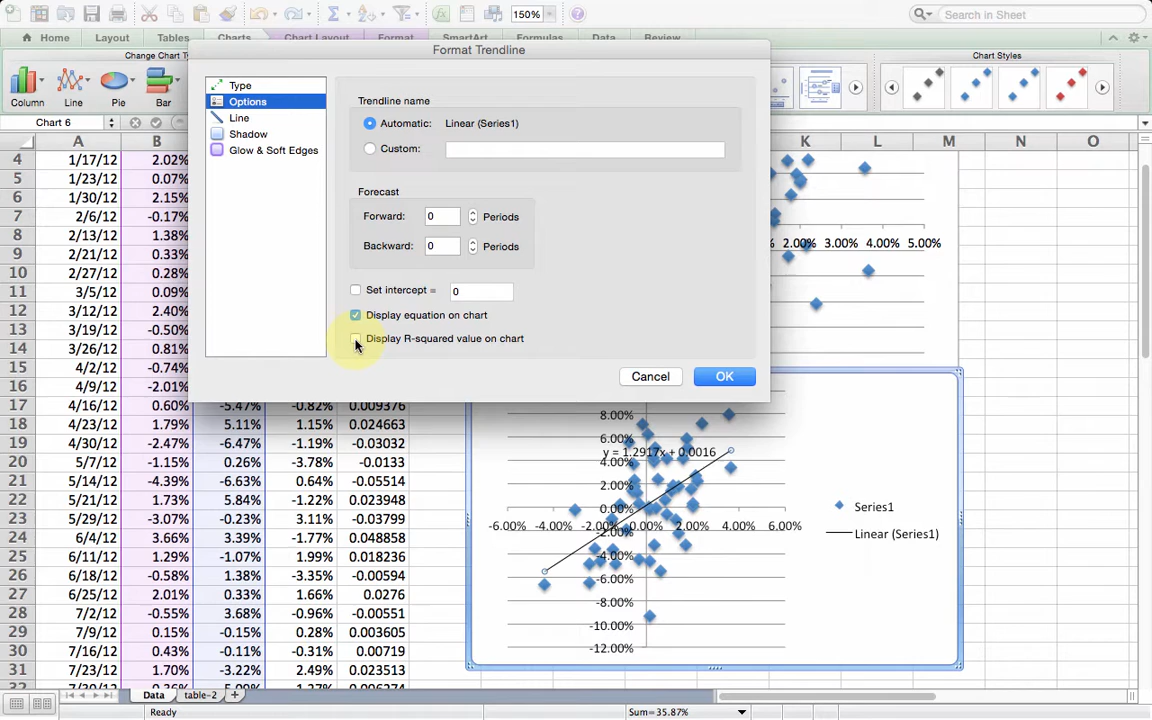 150%
Search in Sheet
Home Layout Tables Charts Chart Layout Format SmartArt Formulas Data Review
Format Trendline
Change Chart Ty
Chart Styles
Column Line Pie Bar
Chart 6
Type
Options
Line
Shadow
Glow & Soft Edges
Trendline name
Automatic: Linear (Series1)
Custom:
Forecast
Forward: 0 Periods
Backward: 0 Periods
Set intercept = 0
Display equation on chart
Display R-squared value on chart
Cancel OK
A B K L M N O
4 1/17/12 2.02%
5 1/23/12 0.07%
6 1/30/12 2.15%
7 2/6/12 -0.17%
8 2/13/12 1.38%
9 2/21/12 0.33%
10 2/27/12 0.28%
11 3/5/12 0.09%
12 3/12/12 2.40%
13 3/19/12 -0.50%
14 3/26/12 0.81%
15 4/2/12 -0.74%
16 4/9/12 -2.01%
17 4/16/12 0.60% -5.47% -0.82% 0.009376
18 4/23/12 1.79% 5.11% 1.15% 0.024663
19 4/30/12 -2.47% -6.47% -1.19% -0.03032
20 5/7/12 -1.15% 0.26% -3.78% -0.0133
21 5/14/12 -4.39% -6.63% 0.64% -0.05514
22 5/21/12 1.73% 5.84% -1.22% 0.023948
23 5/29/12 -3.07% -0.23% 3.11% -0.03799
24 6/4/12 3.66% 3.39% -1.77% 0.048858
25 6/11/12 1.29% -1.07% 1.99% 0.018236
26 6/18/12 -0.58% 1.38% -3.35% -0.00594
27 6/25/12 2.01% 0.33% 1.66% 0.0276
28 7/2/12 -0.55% 3.68% -0.96% -0.00551
29 7/9/12 0.15% -0.15% 0.28% 0.003605
30 7/16/12 0.43% -0.11% -0.31% 0.00719
31 7/23/12 1.70% -3.22% 2.49% 0.023513
2.00% 3.00% 4.00% 5.00%
8.00%
6.00%
y = 1.2917x + 0.0016
4.00%
2.00%
0.00%
-6.00% -4.00% -2.00% 0.00% 2.00% 4.00% 6.00%
-2.00%
-4.00%
-6.00%
-8.00%
-10.00%
-12.00%
Series1
Linear (Series1)
Data table-2
Ready
Sum=35.87%